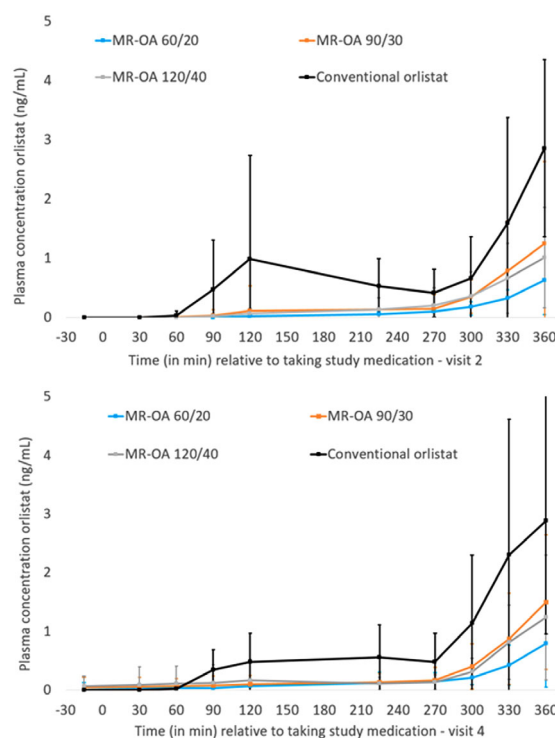 5
MR-OA 60/20
MR-OA 90/30
MR-OA 120/40
Conventional orlistat
4
3
2
1
0
Plasma concentration orlistat (ng/mL)
-30 0 30 60 90 120 150 180 210 240 270 300 330 360
Time (in min) relative to taking study medication - visit 2
5
MR-OA 60/20
MR-OA 90/30
MR-OA 120/40
Conventional orlistat
4
3
2
1
0
Plasma concentration orlistat (ng/mL)
-30 0 30 60 90 120 150 180 210 240 270 300 330 360
Time (in min) relative to taking study medication - visit 4